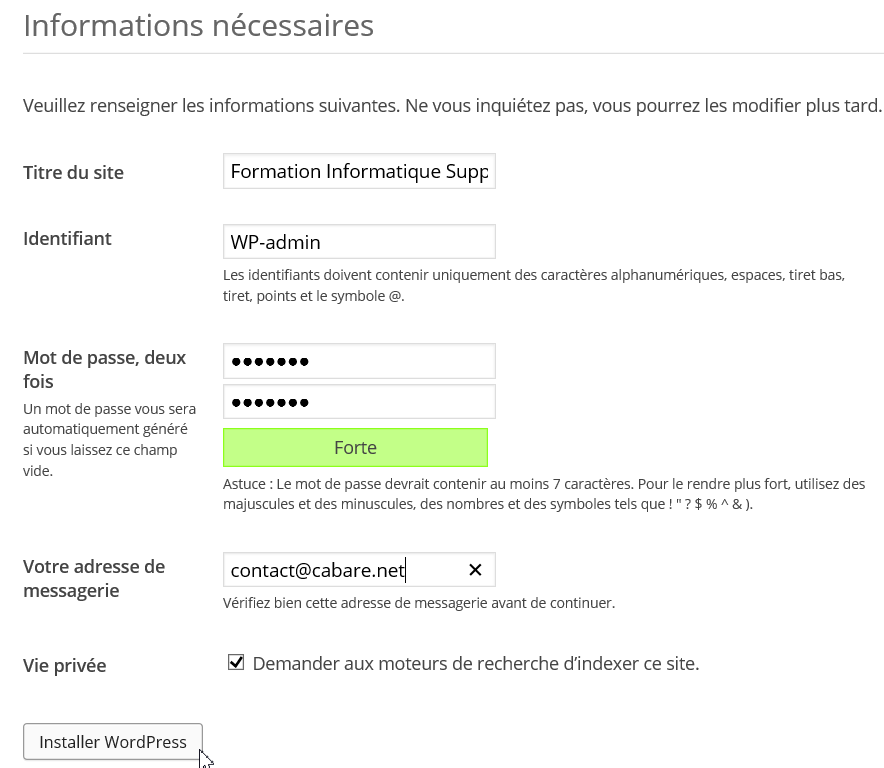 Informations nécessaires
Veuillez renseigner les informations suivantes. Ne vous inquiétez pas, vous pourrez les modifier plus tard.
Titre du site
Formation Informatique Supp
Identifiant
WP-admin
Les identifiants doivent contenir uniquement des caractères alphanumériques, espaces, tiret bas,
tiret, points et le symbole @.
Mot de passe, deux
fois
Un mot de passe vous sera
automatiquement généré
si vous laissez ce champ
vide.
•••••••
•••••••
Forte
Astuce : Le mot de passe devrait contenir au moins 7 caractères. Pour le rendre plus fort, utilisez des
majuscules et des minuscules, des nombres et des symboles tels que ! " ? $ % ^ & ).
Votre adresse de
messagerie
contact@cabare.net
Vérifiez bien cette adresse de messagerie avant de continuer.
Vie privée
Demander aux moteurs de recherche d’indexer ce site.
Installer WordPress